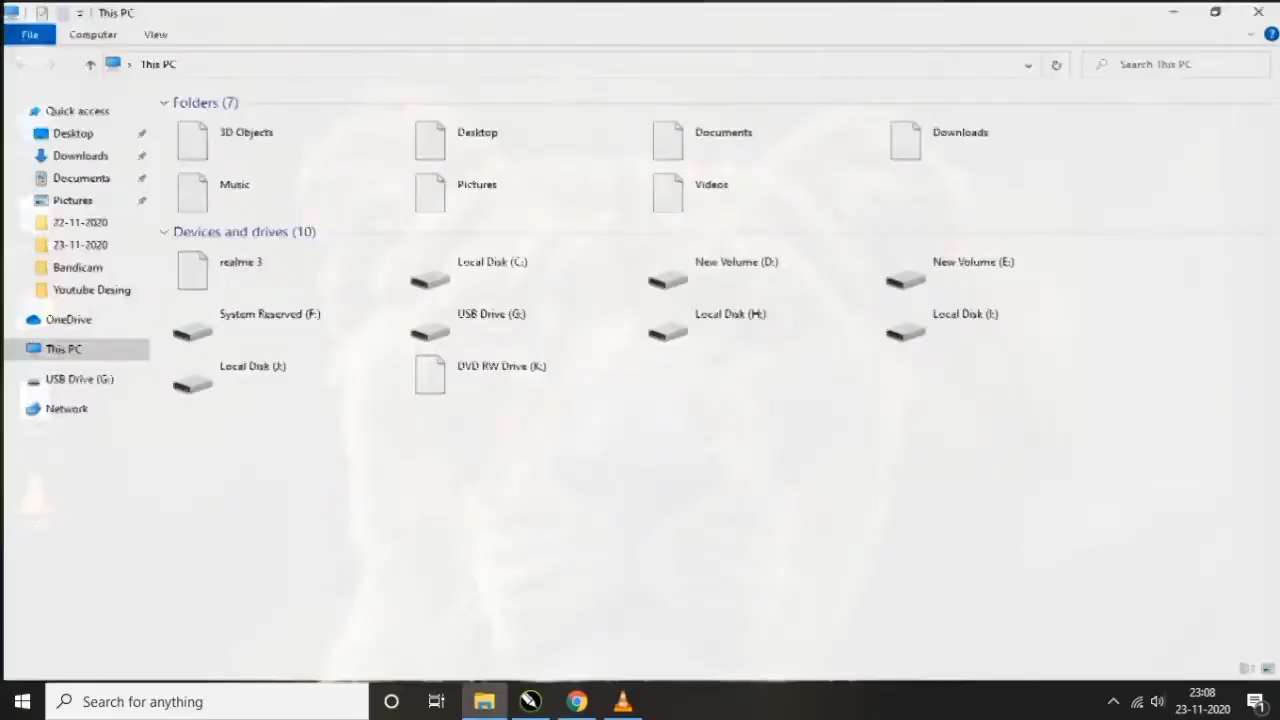 This PC
File Computer View
This PC
Search This PC
Quick access
Desktop
Downloads
Documents
Pictures
22-11-2020
23-11-2020
Bandicam
Youtube Desing
OneDrive
This PC
USB Drive (G:)
Network
Folders (7)
3D Objects
Desktop
Documents
Downloads
Music
Pictures
Videos
Devices and drives (10)
realme 3
Local Disk (C:)
New Volume (D:)
New Volume (E:)
System Reserved (F:)
USB Drive (G:)
Local Disk (H:)
Local Disk (I:)
Local Disk (J:)
DVD RW Drive (K:)
Search for anything
23:08
23-11-2020
1